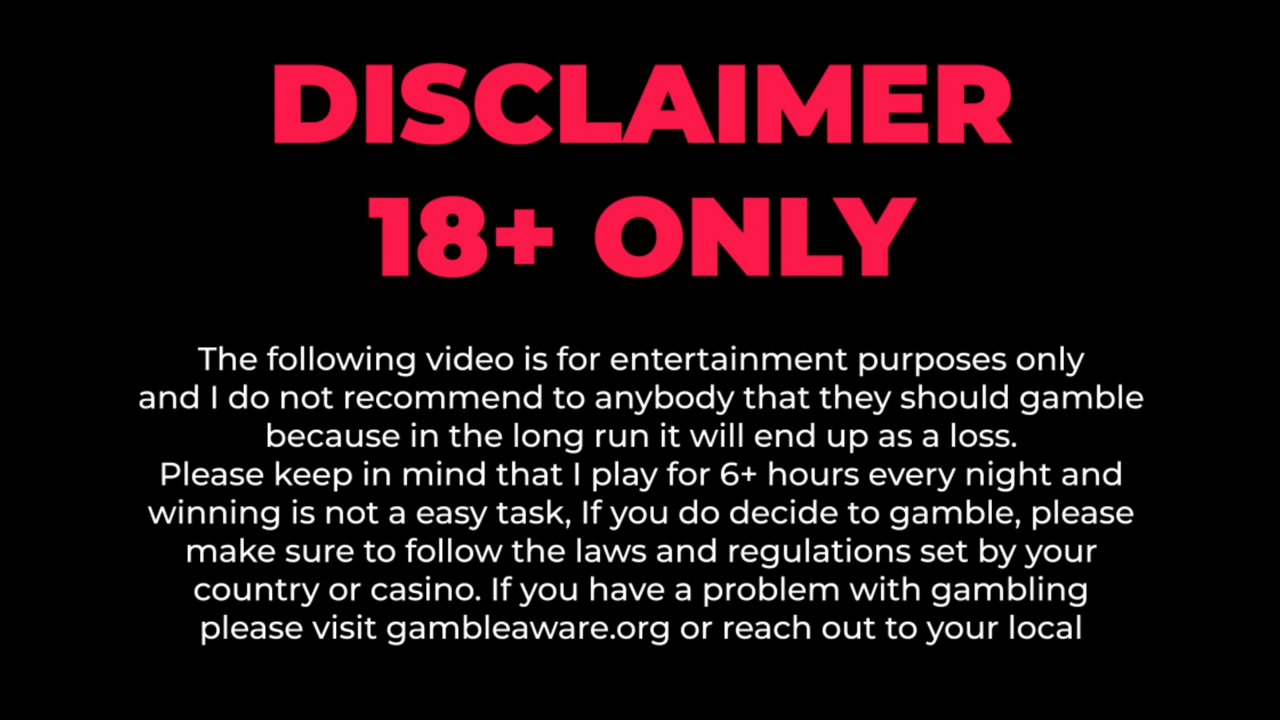 DISCLAIMER
18+ ONLY
The following video is for entertainment purposes only
and I do not recommend to anybody that they should gamble
because in the long run it will end up as a loss.
Please keep in mind that I play for 6+ hours every night and
winning is not a easy task, If you do decide to gamble, please
make sure to follow the laws and regulations set by your
country or casino. If you have a problem with gambling
please visit gambleaware.org or reach out to your local